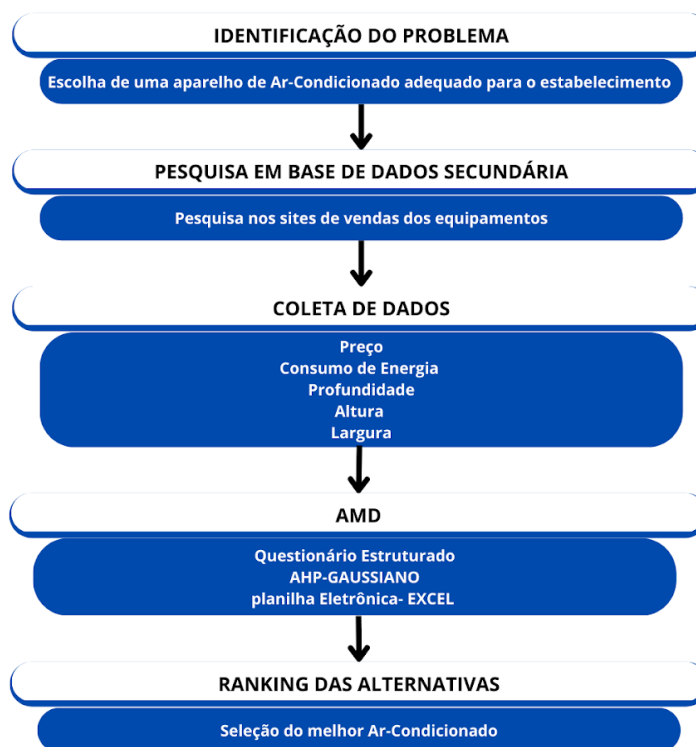 IDENTIFICAÇÃO DO PROBLEMA
Escolha de uma aparelho de Ar-Condicionado adequado para o estabelecimento
PESQUISA EM BASE DE DADOS SECUNDÁRIA
Pesquisa nos sites de vendas dos equipamentos
COLETA DE DADOS
Preço
Consumo de Energia
Profundidade
Altura
Largura
AMD
Questionário Estruturado
AHP-GAUSSIANO
planilha Eletrônica- EXCEL
RANKING DAS ALTERNATIVAS
Seleção do melhor Ar-Condicionado